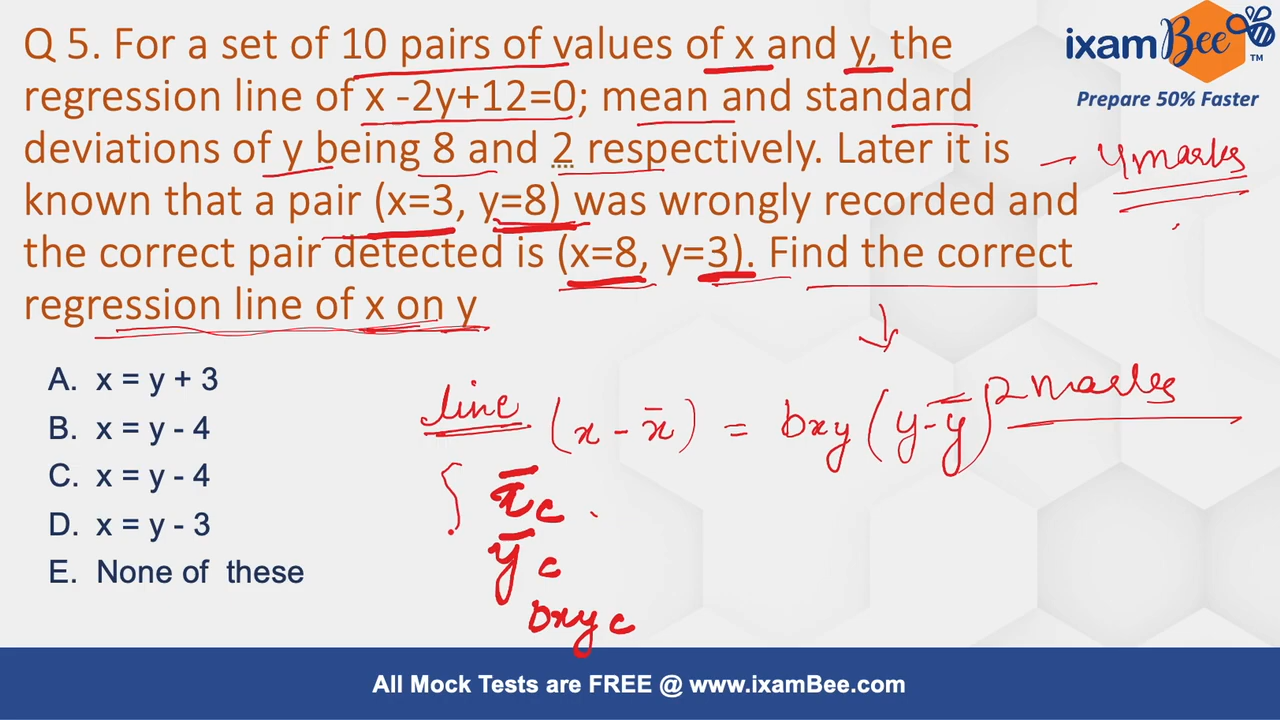 Q 5. For a set of 10 pairs of values of x and y, the
regression line of x -2y+12=0; mean and standard
deviations of y being 8 and 2 respectively. Later it is
known that a pair (x=3, y=8) was wrongly recorded and
the correct pair detected is (x=8, y=3). Find the correct
regression line of x on y
ixamBee™
Prepare 50% Faster
→ 4 marks
2 marks
A. x = y + 3
B. x = y - 4
C. x = y - 4
D. x = y - 3
E. None of these
line (x - x̄) = bxy (y - ȳ)
x̄c
ȳc
bxyc
All Mock Tests are FREE @ www.ixamBee.com